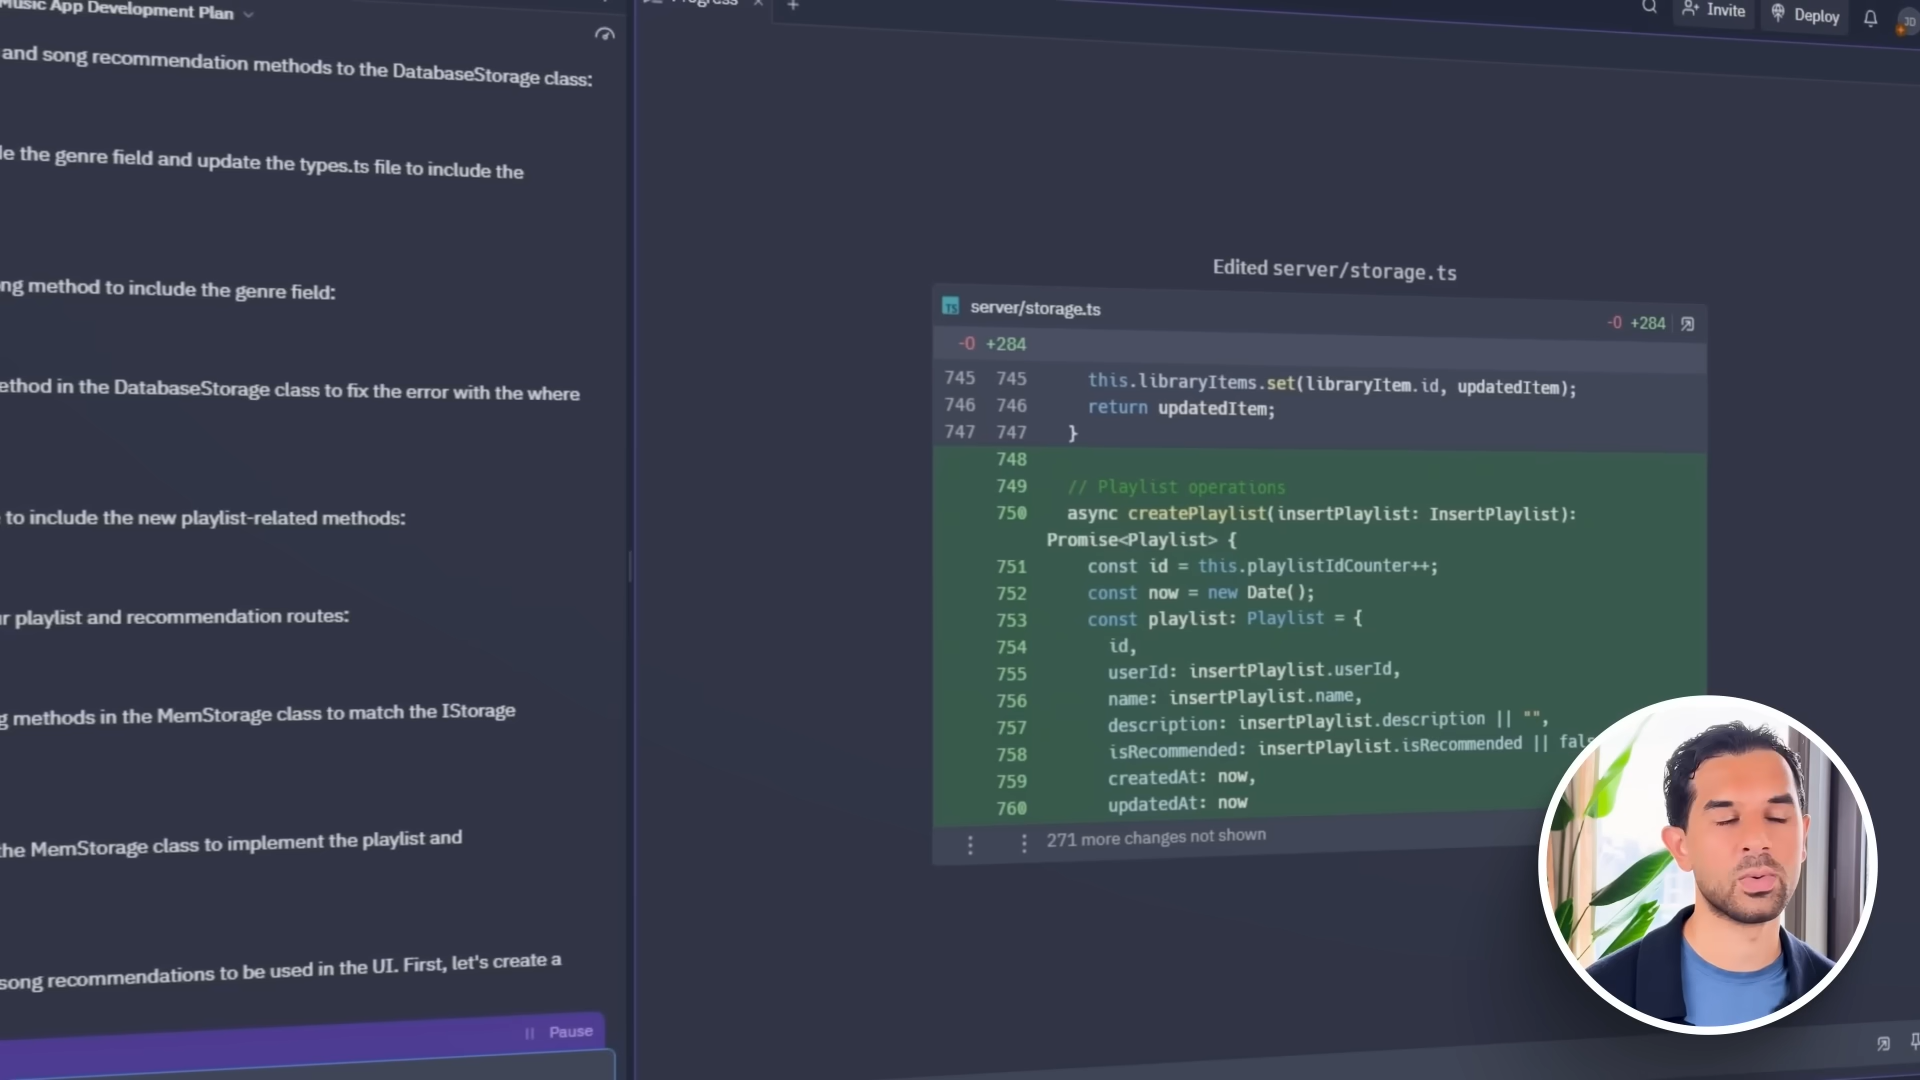 Music App Development Plan
and song recommendation methods to the DatabaseStorage class:
the genre field and update the types.ts file to include the
method to include the genre field:
in the DatabaseStorage class to fix the error with the where
to include the new playlist-related methods:
playlist and recommendation routes:
methods in the MemStorage class to match the IStorage
the MemStorage class to implement the playlist and
song recommendations to be used in the UI. First, let's create a
Pause
Progress
Invite
Deploy
JD
Edited server/storage.ts
TS server/storage.ts
-0 +284
-0 +284
745 745 this.libraryItems.set(libraryItem.id, updatedItem);
746 746 return updatedItem;
747 747 }
748
749 // Playlist operations
750 async createPlaylist(insertPlaylist: InsertPlaylist):
Promise<Playlist> {
751 const id = this.playlistIdCounter++;
752 const now = new Date();
753 const playlist: Playlist = {
754 id,
755 userId: insertPlaylist.userId,
756 name: insertPlaylist.name,
757 description: insertPlaylist.description || "",
758 isRecommended: insertPlaylist.isRecommended ||
759 createdAt: now,
760 updatedAt: now
271 more changes not shown